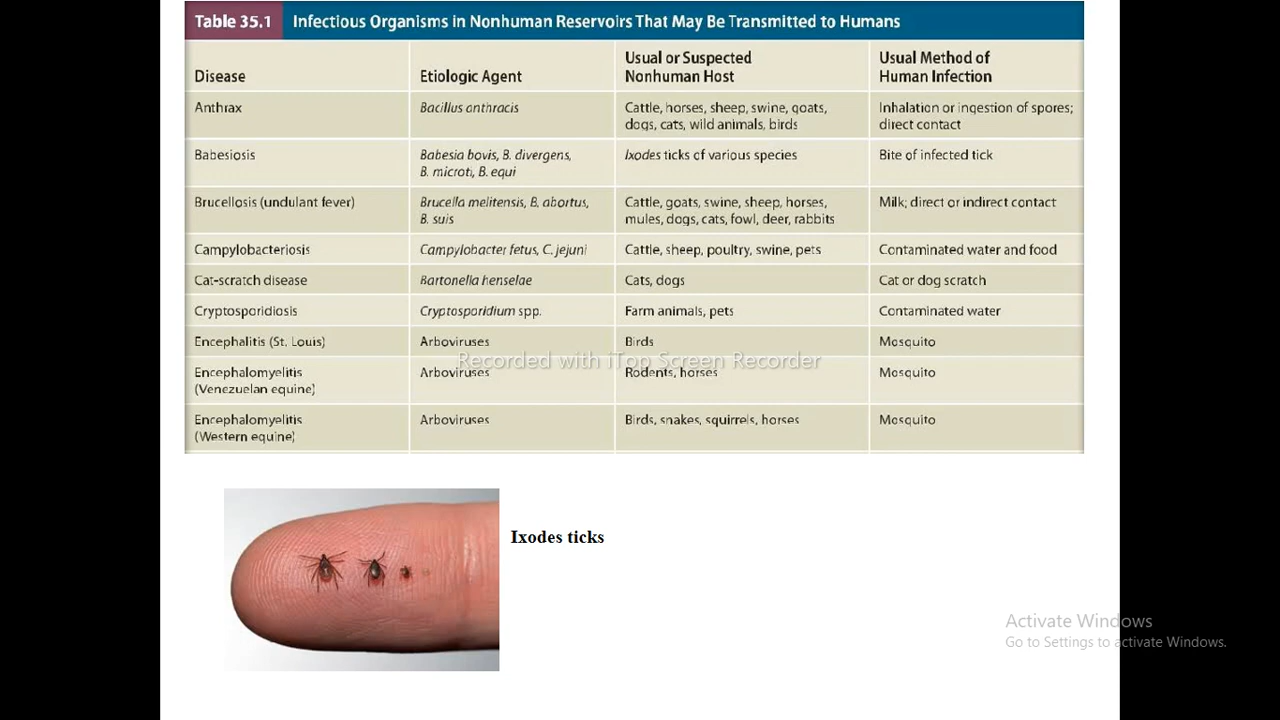 Table 35.1 Infectious Organisms in Nonhuman Reservoirs That May Be Transmitted to Humans
Disease Etiologic Agent Usual or Suspected Nonhuman Host Usual Method of Human Infection
Anthrax Bacillus anthracis Cattle, horses, sheep, swine, goats, dogs, cats, wild animals, birds Inhalation or ingestion of spores; direct contact
Babesiosis Babesia bovis, B. divergens, B. microti, B. equi Ixodes ticks of various species Bite of infected tick
Brucellosis (undulant fever) Brucella melitensis, B. abortus, B. suis Cattle, goats, swine, sheep, horses, mules, dogs, cats, fowl, deer, rabbits Milk; direct or indirect contact
Campylobacteriosis Campylobacter fetus, C. jejuni Cattle, sheep, poultry, swine, pets Contaminated water and food
Cat-scratch disease Bartonella henselae Cats, dogs Cat or dog scratch
Cryptosporidiosis Cryptosporidium spp. Farm animals, pets Contaminated water
Encephalitis (St. Louis) Arboviruses Birds Mosquito
Recorded with iTop Screen Recorder
Encephalomyelitis (Venezuelan equine) Arboviruses Rodents, horses Mosquito
Encephalomyelitis (Western equine) Arboviruses Birds, snakes, squirrels, horses Mosquito
Ixodes ticks
Activate Windows
Go to Settings to activate Windows.